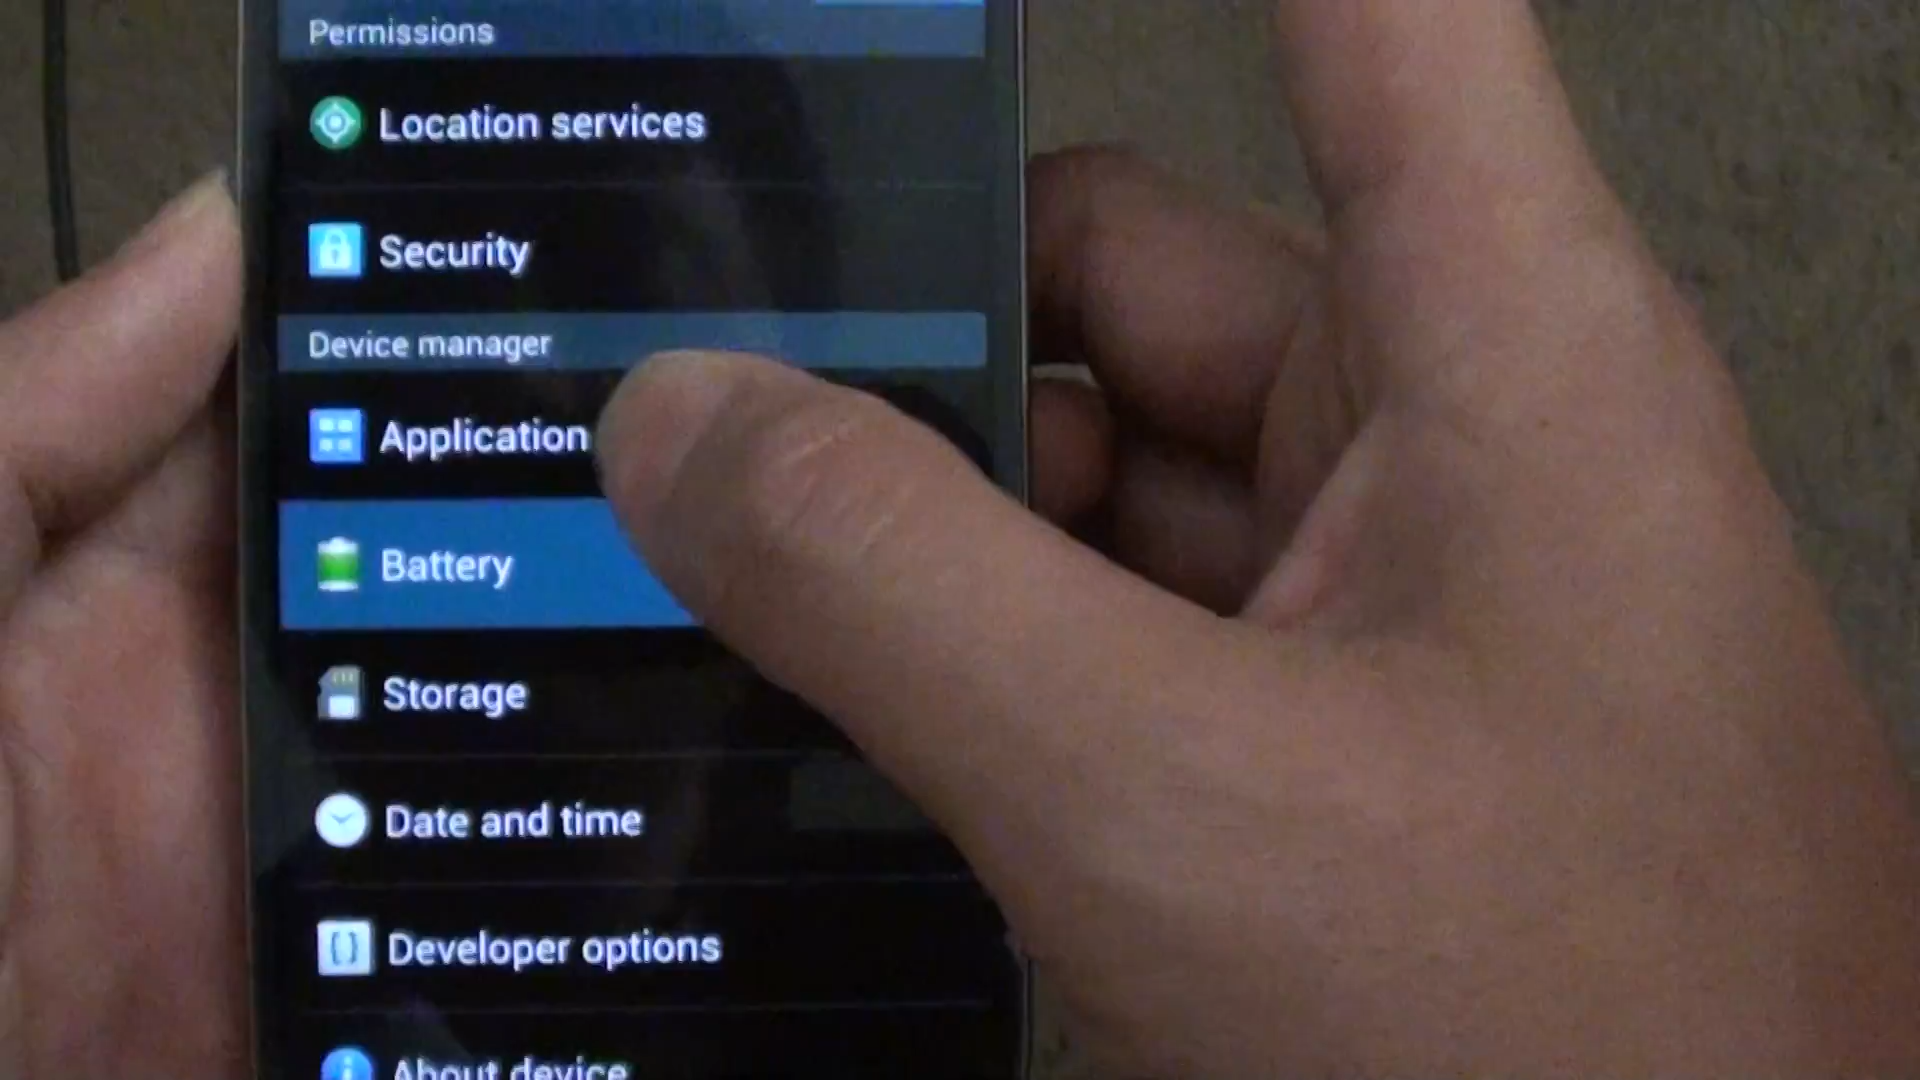 Permissions
Location services
Security
Device manager
Application
Battery
Storage
Date and time
Developer options
About device